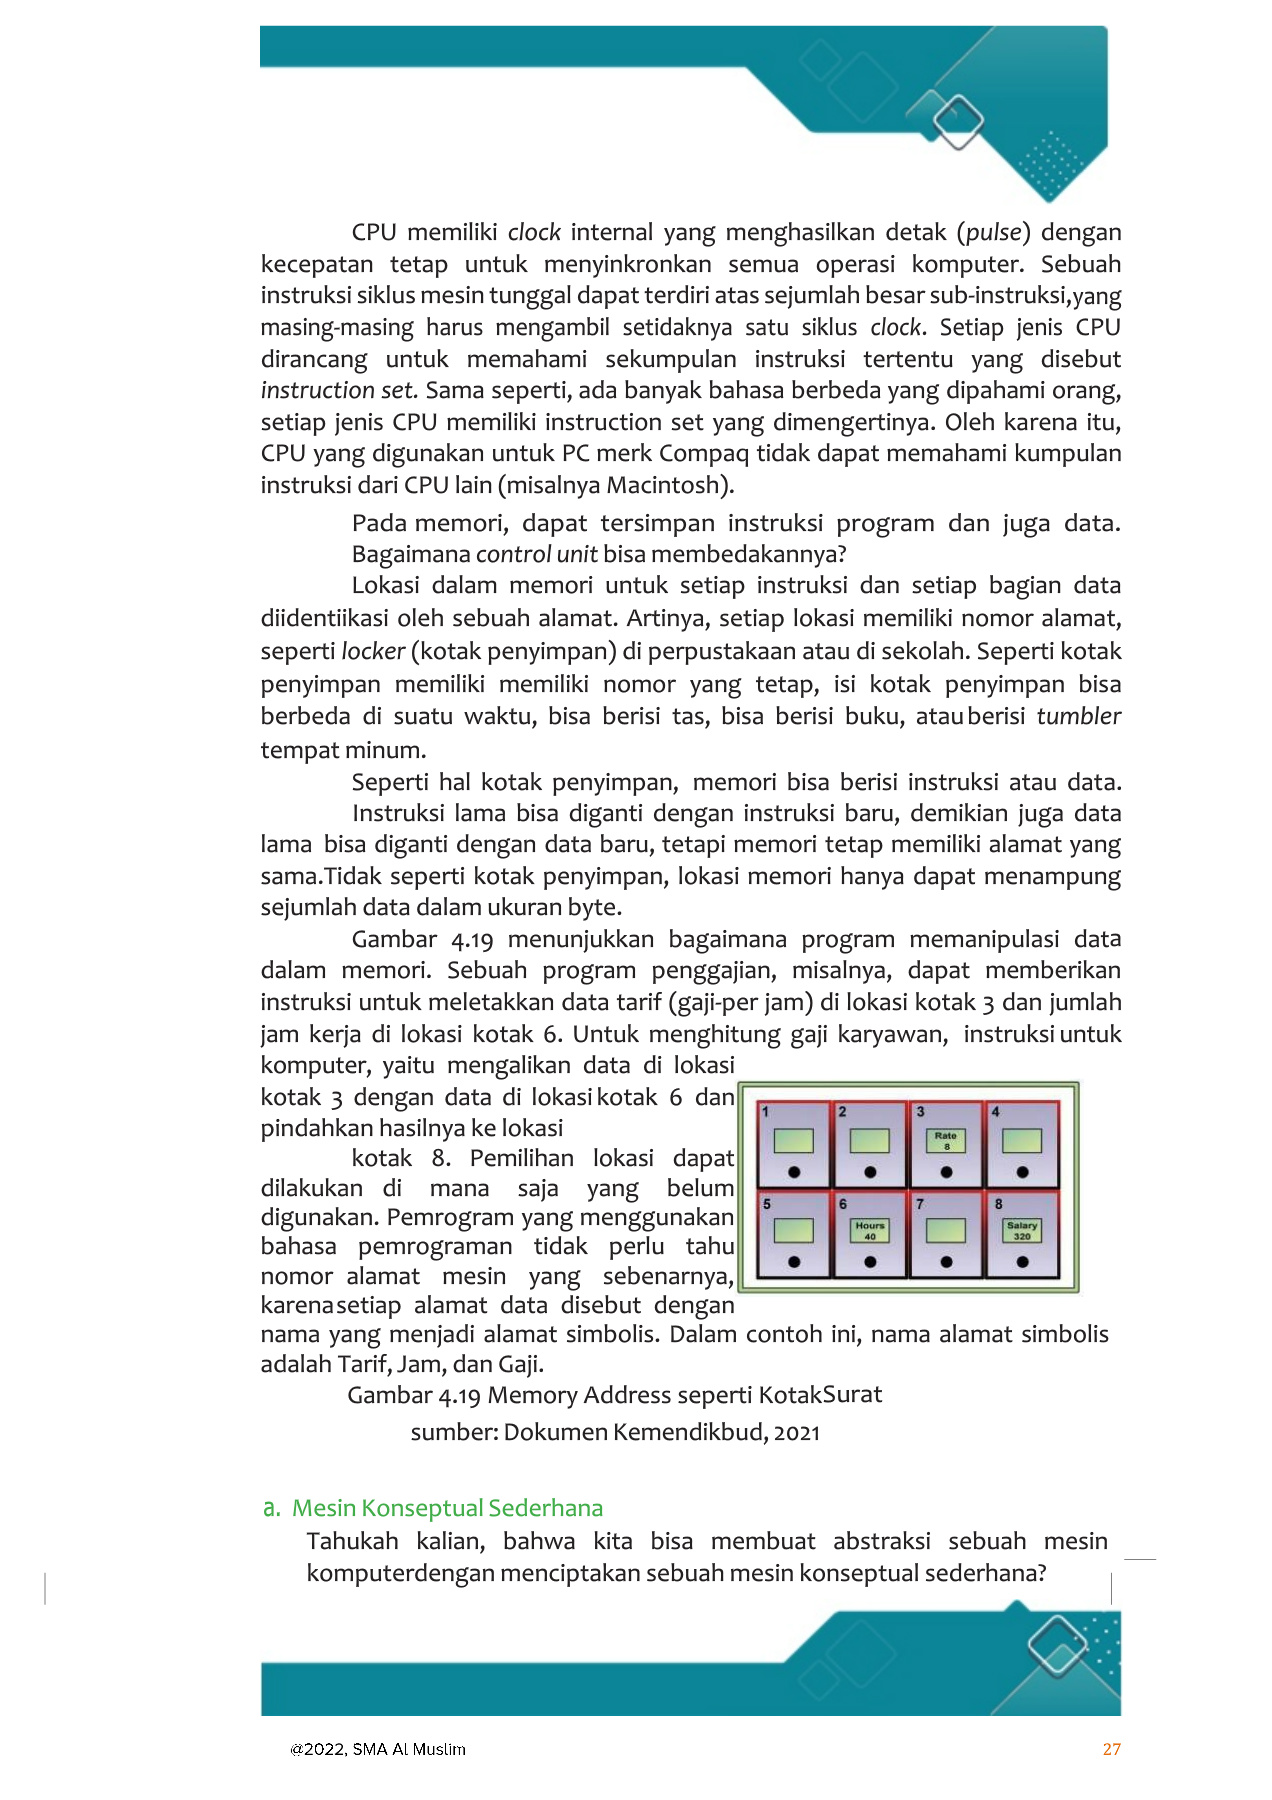 CPU memiliki clock internal yang menghasilkan detak (pulse) dengan
kecepatan tetap untuk menyinkronkan semua operasi komputer. Sebuah
instruksi siklus mesin tunggal dapat terdiri atas sejumlah besar sub-instruksi,yang
masing-masing harus mengambil setidaknya satu siklus clock. Setiap jenis CPU
dirancang untuk memahami sekumpulan instruksi tertentu yang disebut
instruction set. Sama seperti, ada banyak bahasa berbeda yang dipahami orang,
setiap jenis CPU memiliki instruction set yang dimengertinya. Oleh karena itu,
CPU yang digunakan untuk PC merk Compaq tidak dapat memahami kumpulan
instruksi dari CPU lain (misalnya Macintosh).
Pada memori, dapat tersimpan instruksi program dan juga data.
Bagaimana control unit bisa membedakannya?
Lokasi dalam memori untuk setiap instruksi dan setiap bagian data
diidentiikasi oleh sebuah alamat. Artinya, setiap lokasi memiliki nomor alamat,
seperti locker (kotak penyimpan) di perpustakaan atau di sekolah. Seperti kotak
penyimpan memiliki memiliki nomor yang tetap, isi kotak penyimpan bisa
berbeda di suatu waktu, bisa berisi tas, bisa berisi buku, atau berisi tumbler
tempat minum.
Seperti hal kotak penyimpan, memori bisa berisi instruksi atau data.
Instruksi lama bisa diganti dengan instruksi baru, demikian juga data
lama bisa diganti dengan data baru, tetapi memori tetap memiliki alamat yang
sama.Tidak seperti kotak penyimpan, lokasi memori hanya dapat menampung
sejumlah data dalam ukuran byte.
Gambar 4.19 menunjukkan bagaimana program memanipulasi data
dalam memori. Sebuah program penggajian, misalnya, dapat memberikan
instruksi untuk meletakkan data tarif (gaji-per jam) di lokasi kotak 3 dan jumlah
jam kerja di lokasi kotak 6. Untuk menghitung gaji karyawan, instruksi untuk
komputer, yaitu mengalikan data di lokasi
kotak 3 dengan data di lokasi kotak 6 dan
pindahkan hasilnya ke lokasi
kotak 8. Pemilihan lokasi dapat
dilakukan di mana saja yang belum
digunakan. Pemrogram yang menggunakan
bahasa pemrograman tidak perlu tahu
nomor alamat mesin yang sebenarnya,
karena setiap alamat data disebut dengan
nama yang menjadi alamat simbolis. Dalam contoh ini, nama alamat simbolis
adalah Tarif, Jam, dan Gaji.
1 2 3 4
Rate
8
5 6 7 8
Hours Salary
40 320
Gambar 4.19 Memory Address seperti KotakSurat
sumber: Dokumen Kemendikbud, 2021
a. Mesin Konseptual Sederhana
Tahukah kalian, bahwa kita bisa membuat abstraksi sebuah mesin
komputerdengan menciptakan sebuah mesin konseptual sederhana?
@2022, SMA Al Muslim 27